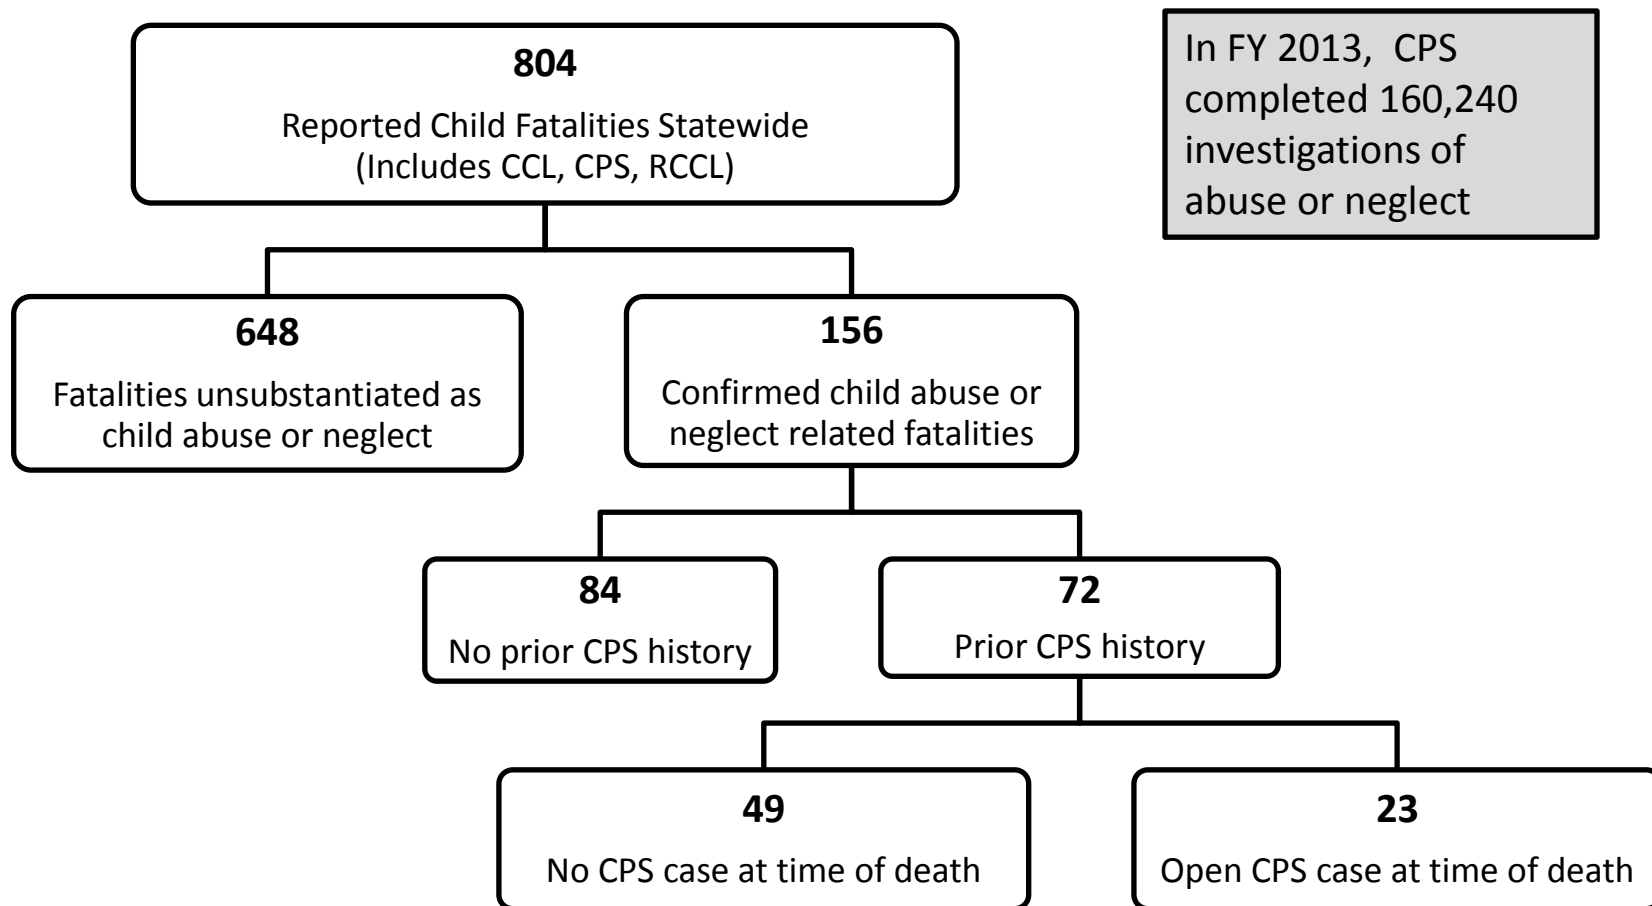 804
Reported Child Fatalities Statewide
(Includes CCL, CPS, RCCL)
In FY 2013, CPS
completed 160,240
investigations of
abuse or neglect
648
Fatalities unsubstantiated as
child abuse or neglect
156
Confirmed child abuse or
neglect related fatalities
84
No prior CPS history
72
Prior CPS history
49
No CPS case at time of death
23
Open CPS case at time of death